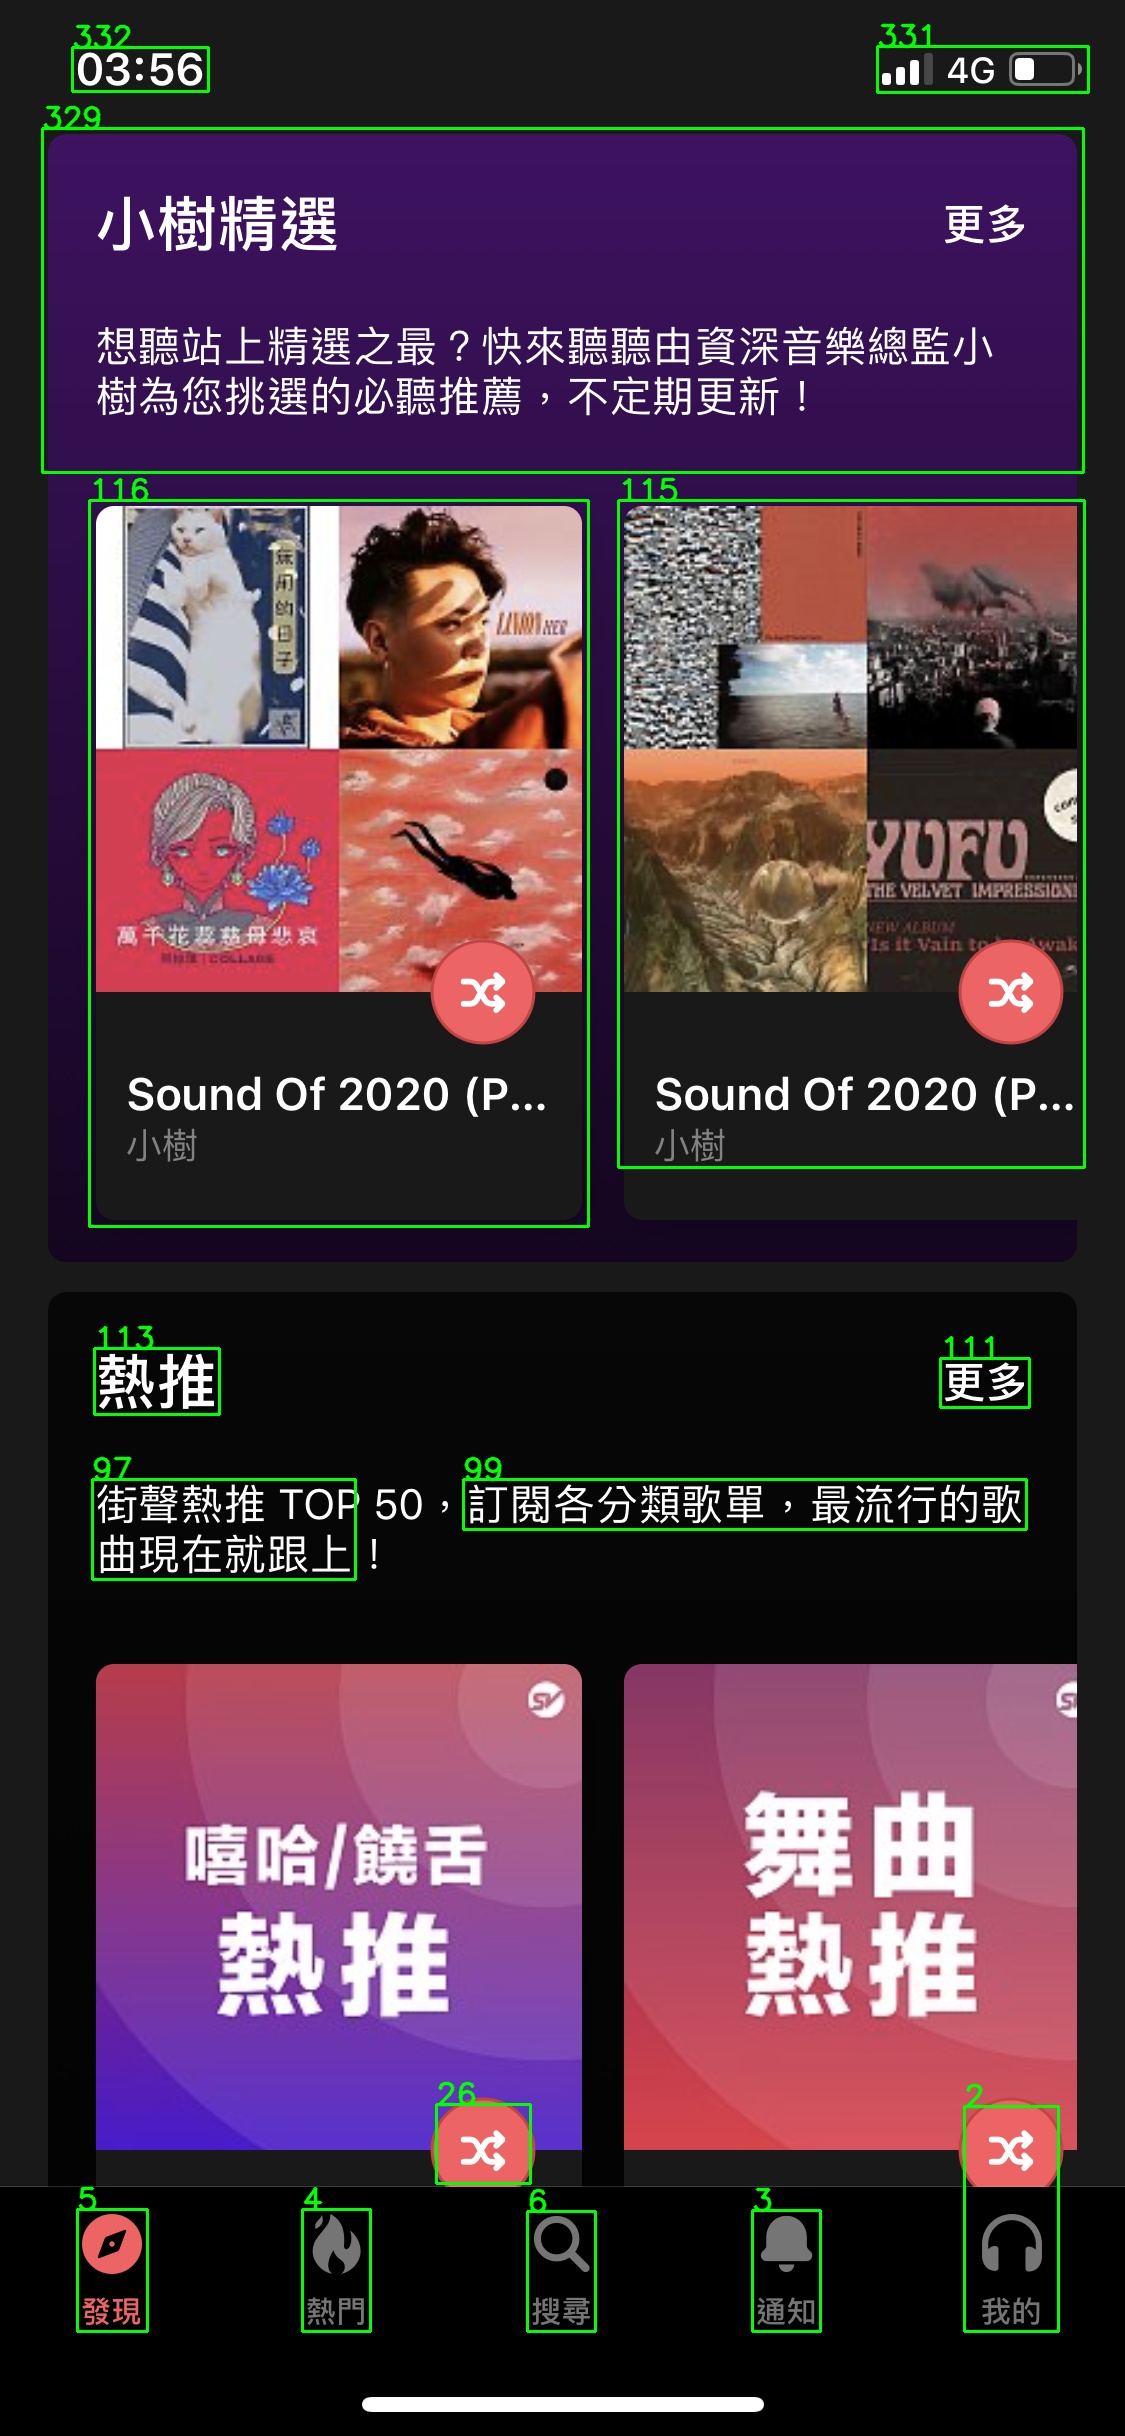 332
331
03:56
4G
329
小樹精選
更多
想聽站上精選之最？快來聽聽由資深音樂總監小
樹為您挑選的必聽推薦，不定期更新！
116
115
無用的日子
YUFU
THE VELVET IMPRESSION
NEW ALBUM
Is it Vain to
萬千花蕊慈母悲哀
Sound Of 2020 (P...
小樹
Sound Of 2020 (P...
小樹
113
111
熱推
更多
97
99
街聲熱推 TOP 50，訂閱各分類歌單，最流行的歌
曲現在就跟上！
嘻哈/饒舌
熱推
舞曲
熱推
26
2
5
4
6
3
發現
熱門
搜尋
通知
我的